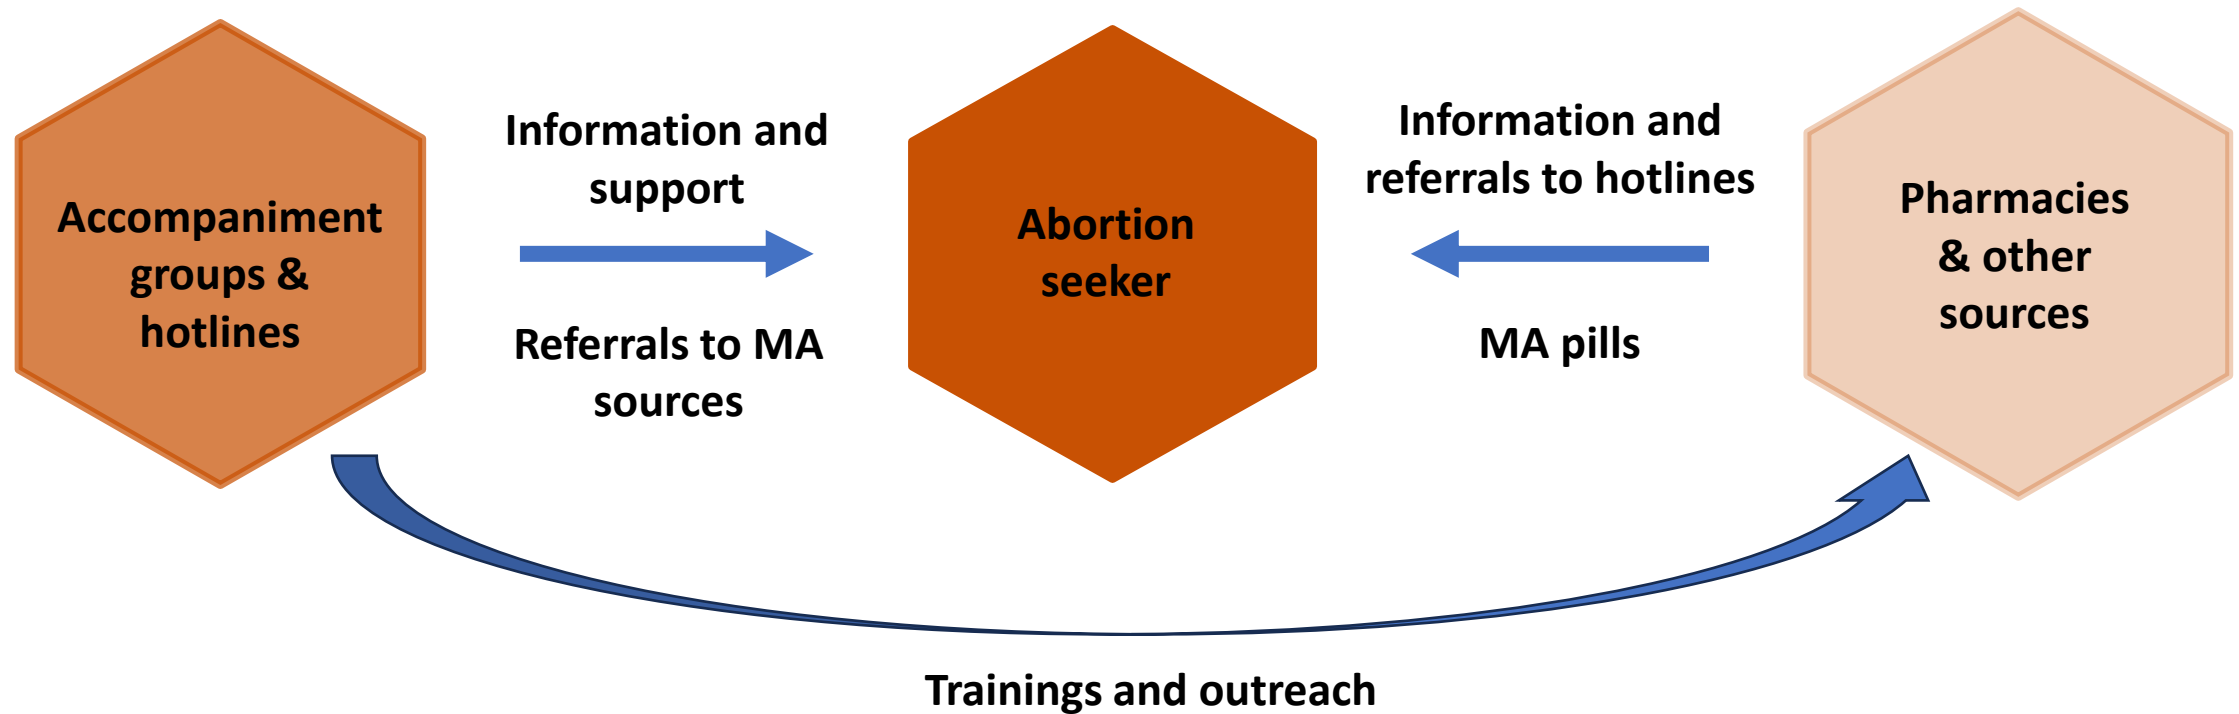 Accompaniment
groups &
hotlines
Information and
support
Referrals to MA
sources
Abortion
seeker
Information and
referrals to hotlines
MA pills
Pharmacies
& other
sources
Trainings and outreach